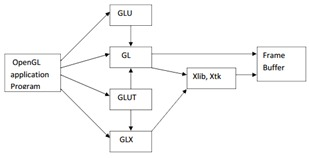 GLU
OpenGL
application
Program
GL
Frame
Buffer
Xlib, Xtk
GLUT
GLX